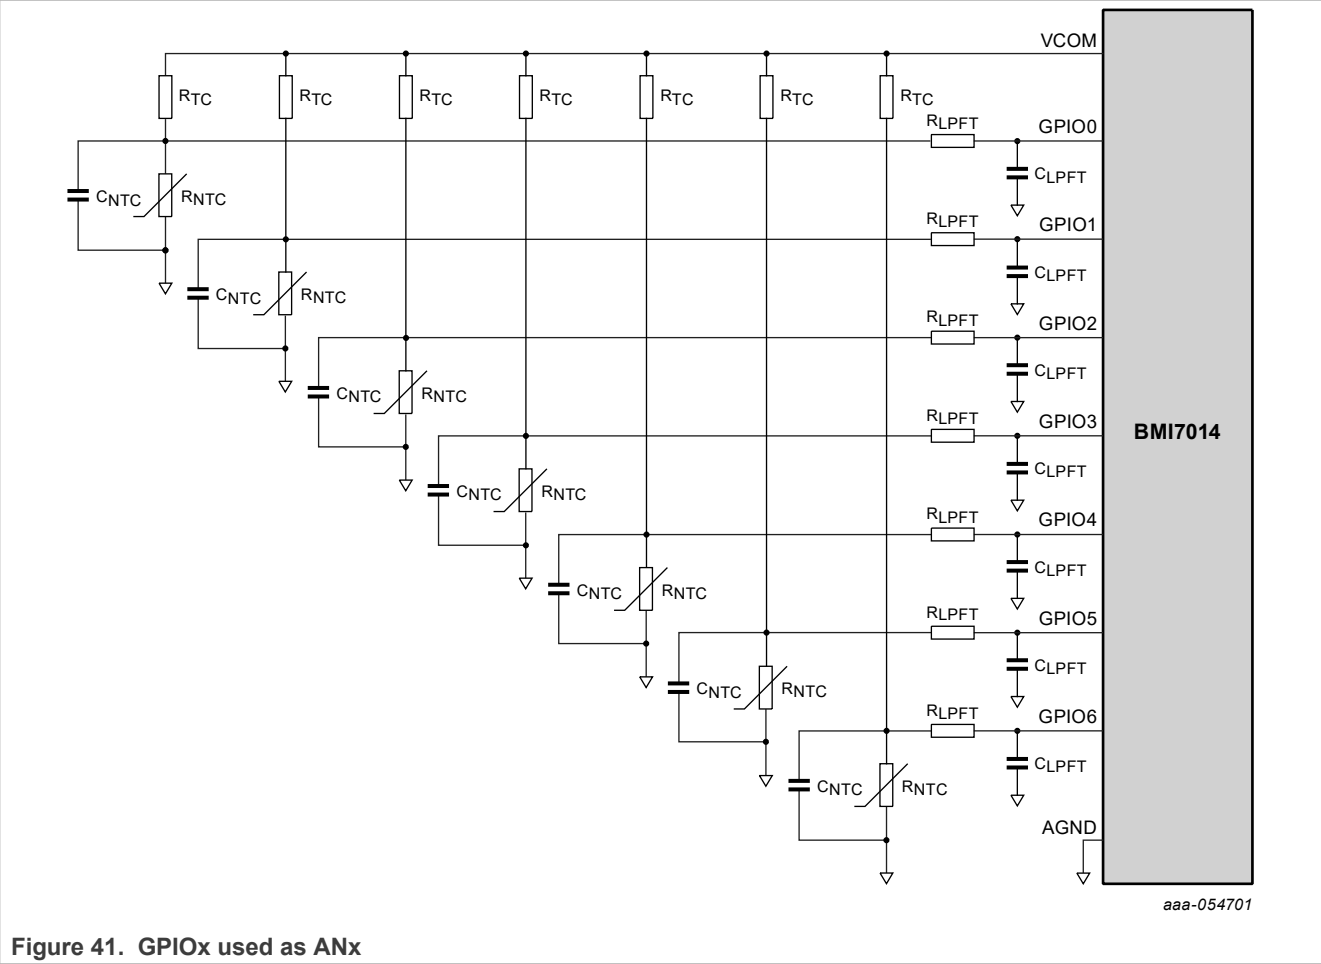 VCOM
RTC RTC RTC RTC RTC RTC RTC
RLPFT GPIO0
CLPFT
CNTC RNTC
RLPFT GPIO1
CLPFT
CNTC RNTC
RLPFT GPIO2
CLPFT
CNTC RNTC
RLPFT GPIO3
BMI7014
CLPFT
CNTC RNTC
RLPFT GPIO4
CLPFT
CNTC RNTC
RLPFT GPIO5
CLPFT
CNTC RNTC
RLPFT GPIO6
CLPFT
CNTC RNTC
AGND
aaa-054701
Figure 41. GPIOx used as ANx